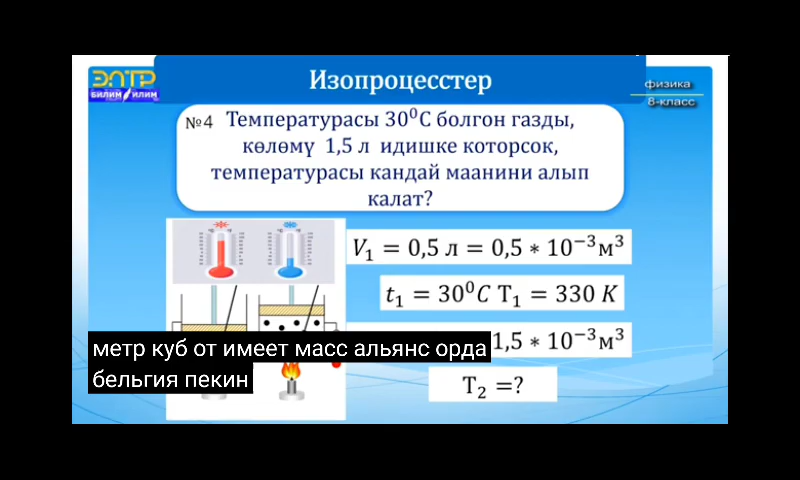 ЭЛТР
БИЛИМ ИЛИМ
Изопроцесстер
физика
8-класс
№4 Температурасы 30⁰С болгон газды,
көлөмү 1,5 л идишке которсок,
температурасы кандай маанини алып
калат?
V₁ = 0,5 л = 0,5 * 10⁻³м³
t₁ = 30⁰C T₁ = 330 K
1,5 * 10⁻³м³
T₂ =?
метр куб от имеет масс альянс орда
бельгия пекин